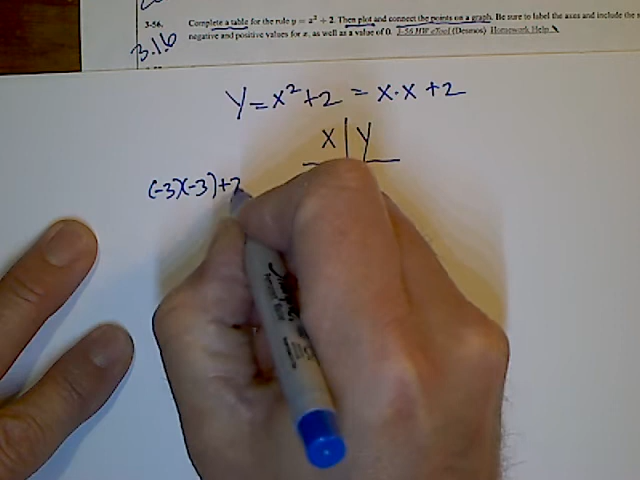 3-56. Complete a table for the rule y = x² + 2. Then plot and connect the points on a graph. Be sure to label the axes and include the
negative and positive values for x, as well as a value of 0. 3-56 HW eTool (Desmos) Homework Help
3.16
Y=x²+2 = x·x+2
x | y
(-3)(-3)+2